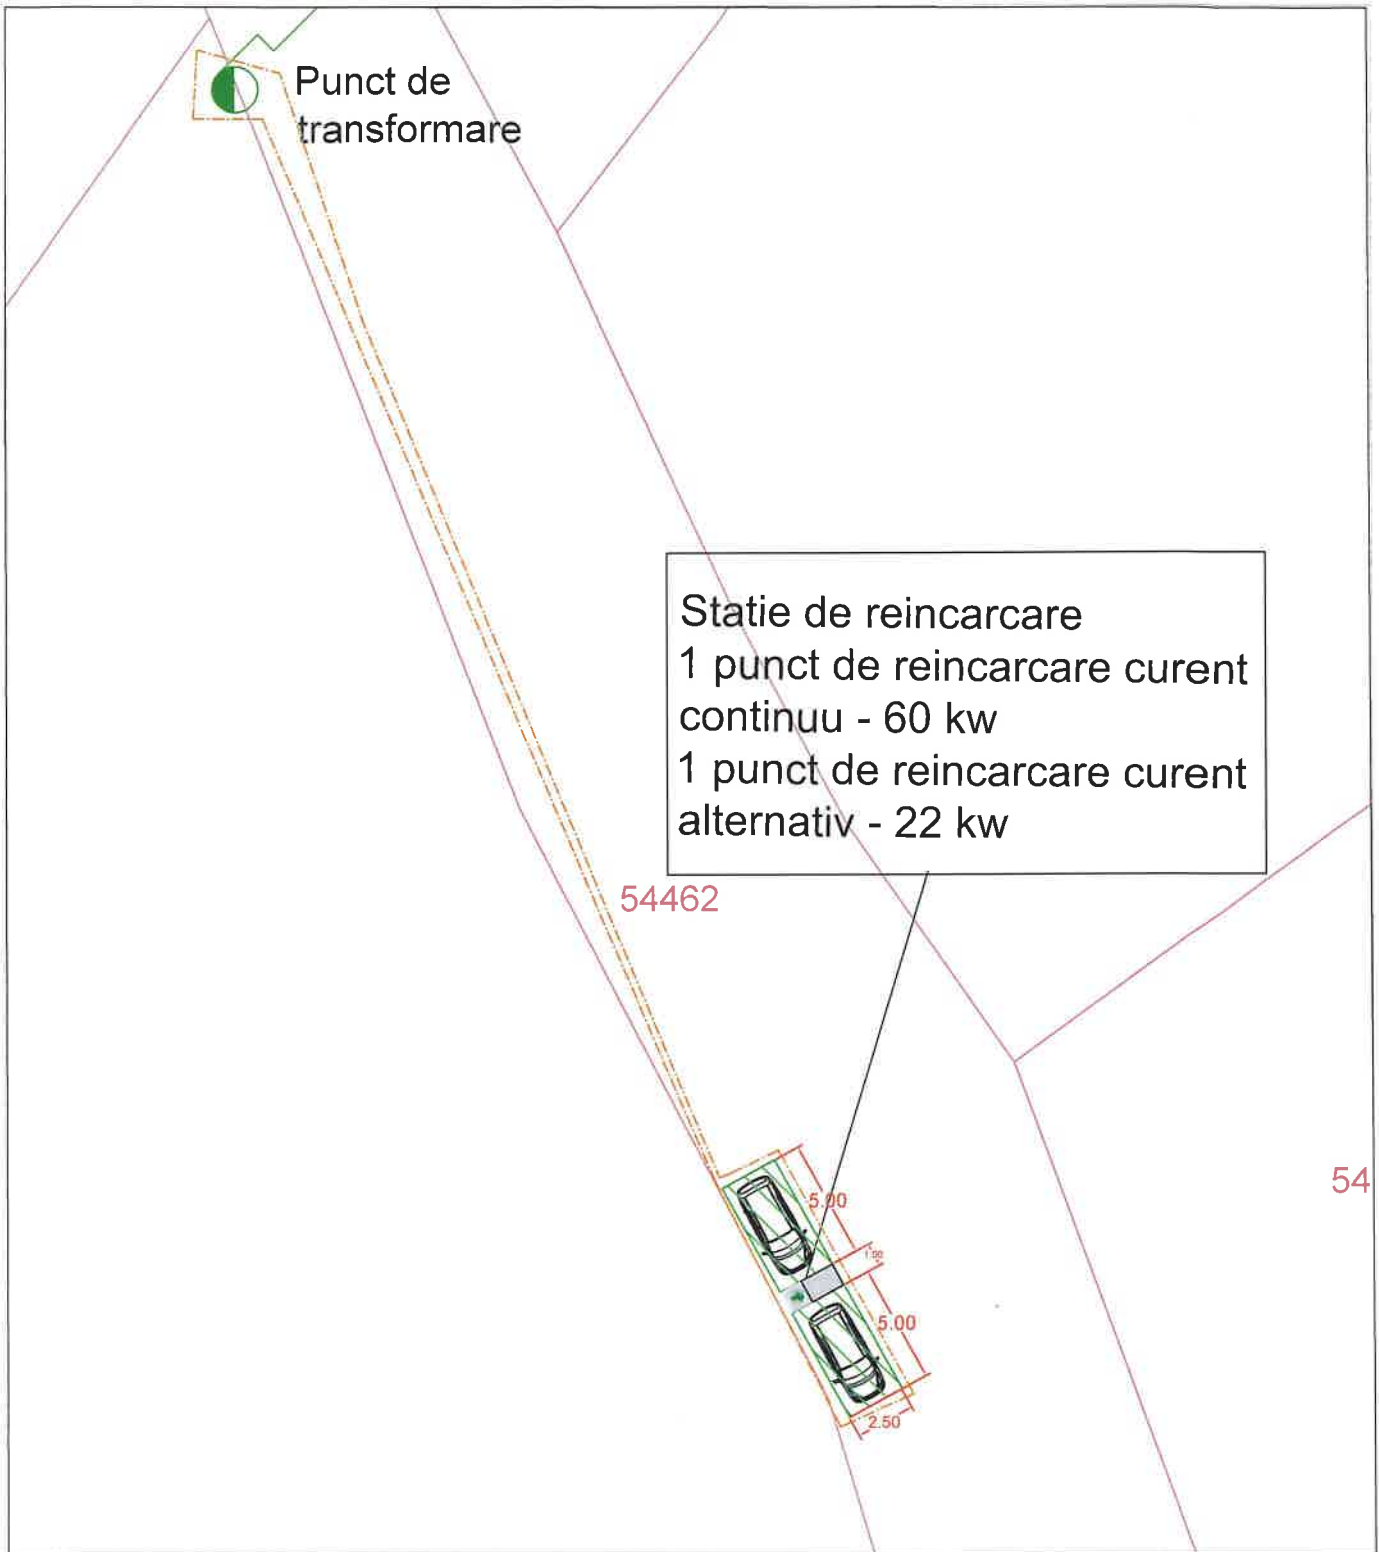 Punct de
transformare
Statie de reincarcare
1 punct de reincarcare curent
continuu - 60 kw
1 punct de reincarcare curent
alternativ - 22 kw
54462
54
5.00
5.00
2.50